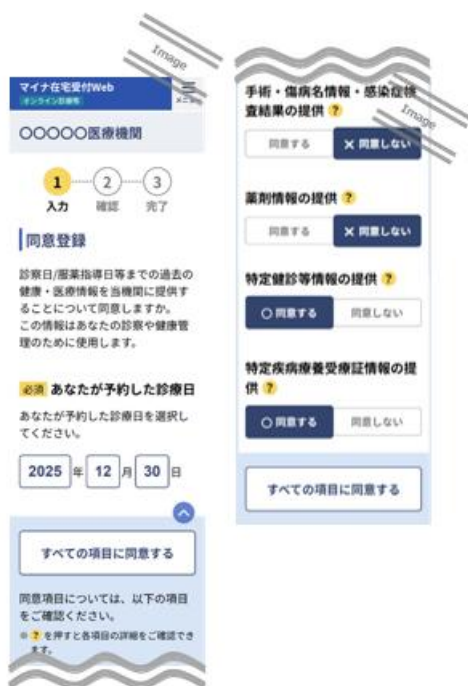 Image
マイナ在宅受付Web
オンライン診療等
メニュー
〇〇〇〇〇医療機関
1
2
3
入力
確認
完了
同意登録
診察日/服薬指導日等までの過去の
健康・医療情報を当機関に提供す
ることについて同意しますか。
この情報はあなたの診察や健康管
理のために使用します。
必須 あなたが予約した診療日
あなたが予約した診療日を選択し
てください。
2025 年 12 月 30 日
すべての項目に同意する
同意項目については、以下の項目
をご確認ください。
※ ? を押すと各項目の詳細をご確認でき
ます。
手術・傷病名情報・感染症検
査結果の提供 ?
Image
同意する × 同意しない
薬剤情報の提供 ?
同意する × 同意しない
特定健診等情報の提供 ?
〇 同意する 同意しない
特定疾病療養受療証情報の提
供 ?
〇 同意する 同意しない
すべての項目に同意する